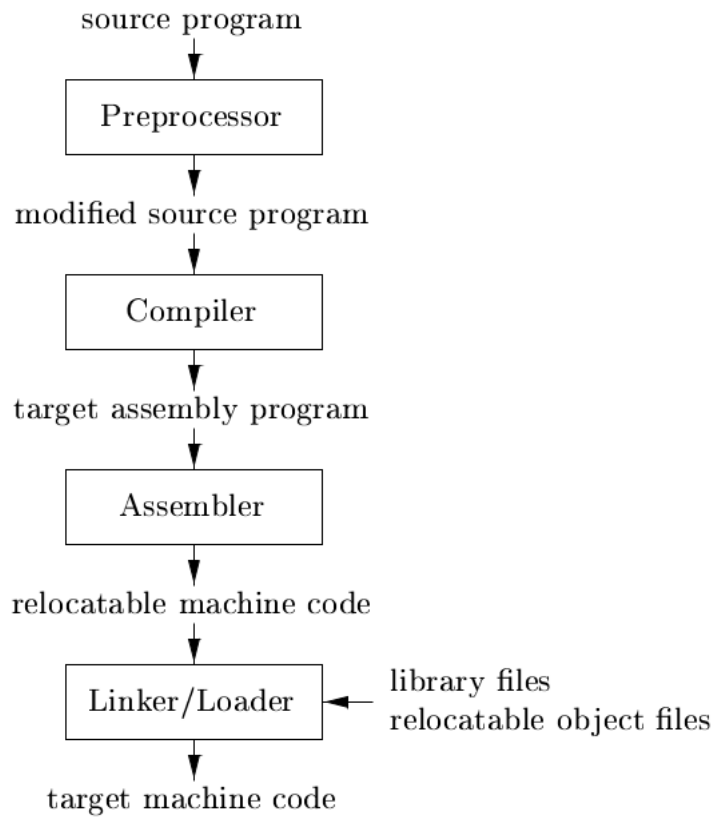 source program
Preprocessor
modified source program
Compiler
target assembly program
Assembler
relocatable machine code
Linker/Loader
library files
relocatable object files
target machine code